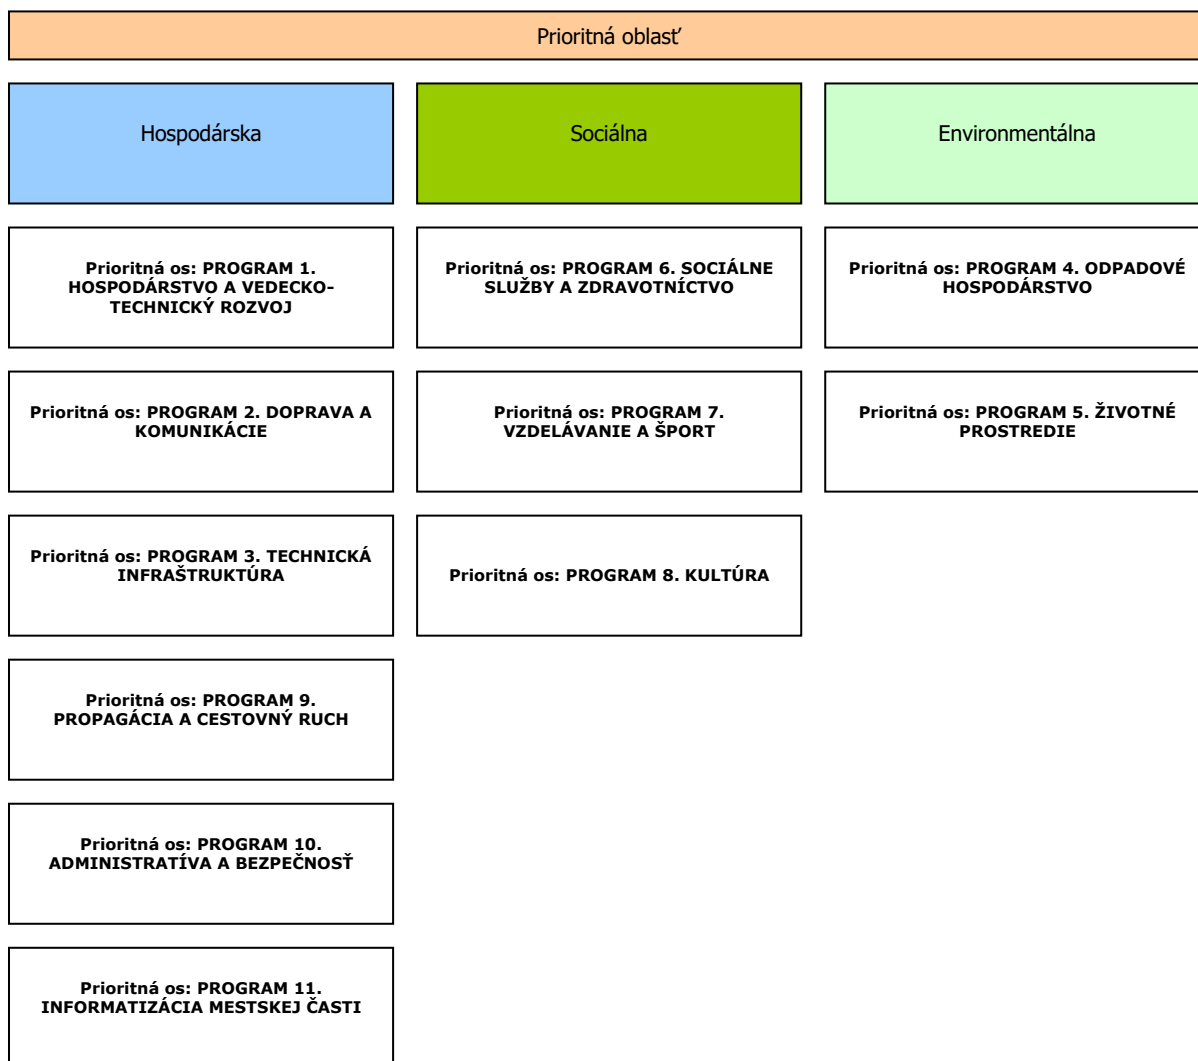 Prioritná oblasť
Hospodárska
Sociálna
Environmentálna
Prioritná os: PROGRAM 1.
HOSPODÁRSTVO A VEDECKO-
TECHNICKÝ ROZVOJ
Prioritná os: PROGRAM 6. SOCIÁLNE
SLUŽBY A ZDRAVOTNÍCTVO
Prioritná os: PROGRAM 4. ODPADOVÉ
HOSPODÁRSTVO
Prioritná os: PROGRAM 2. DOPRAVA A
KOMUNIKÁCIE
Prioritná os: PROGRAM 7.
VZDELÁVANIE A ŠPORT
Prioritná os: PROGRAM 5. ŽIVOTNÉ
PROSTREDIE
Prioritná os: PROGRAM 3. TECHNICKÁ
INFRAŠTRUKTÚRA
Prioritná os: PROGRAM 8. KULTÚRA
Prioritná os: PROGRAM 9.
PROPAGÁCIA A CESTOVNÝ RUCH
Prioritná os: PROGRAM 10.
ADMINISTRATÍVA A BEZPEČNOSŤ
Prioritná os: PROGRAM 11.
INFORMATIZÁCIA MESTSKEJ ČASTI